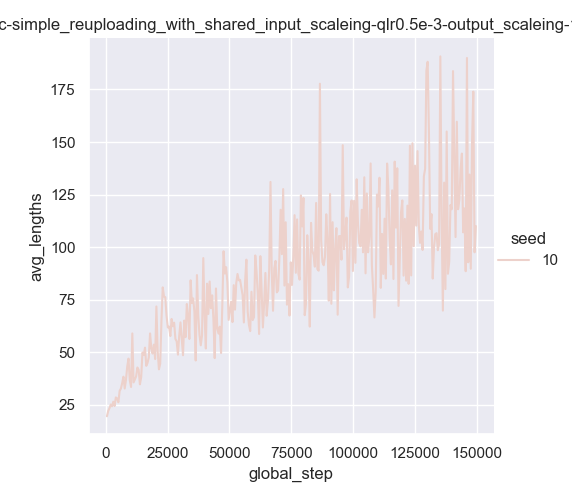 c-simple_reuploading_with_shared_input_scaleing-qlr0.5e-3-output_scaleing-
175
150
125
100
75
50
25
avg_lengths
0 25000 50000 75000 100000 125000 150000
global_step
seed
10